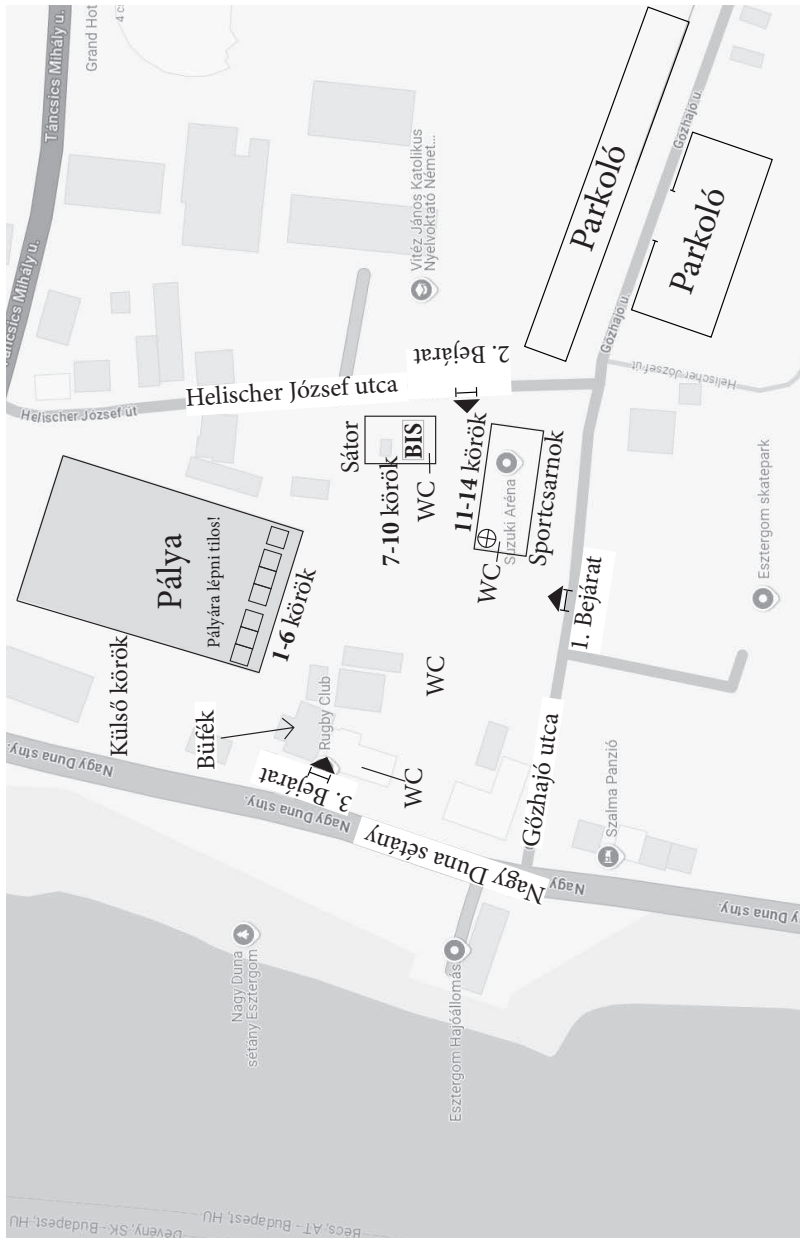 Táncsics Mihály u.
Táncsics Mihály u.
Grand Hot
4 c
Helischer József út
Helischer József utca
Vitéz János Katolikus
Nyelvoktató Német...
Parkoló
Parkoló
Gőzhajó u.
Gőzhajó u.
Helischer József út
2. Bejárat
Pálya
Pályára lépni tilos!
1-6 körök
Külső körök
Sátor
BIS
7-10 körök
WC
11-14 körök
WC
Suzuki Aréna
Sportcsarnok
1. Bejárat
Esztergom skatepark
WC
Büfék
Rugby Club
3. Bejárat
WC
Gőzhajó utca
Szalma Panzió
Nagy Duna stny.
Nagy Duna stny.
Nagy Duna stny.
Nagy Duna sétány
Nagy
y Duna stny.
Nagy Duna
sétány Esztergom
Esztergom Hajóállomás
Bécs, AT - Budapest, HU
Dévény, SK - Budapest, HU